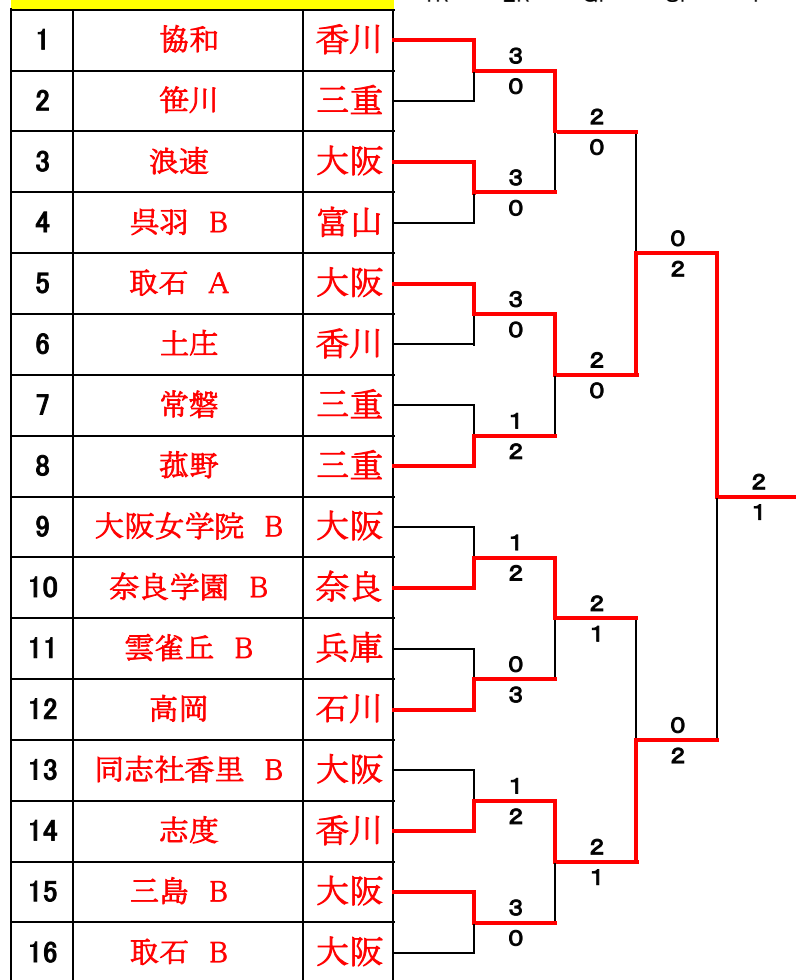 1 協和 香川
3
0
2 笹川 三重
2
0
3 浪速 大阪
3
0
4 呉羽 B 富山
0
2
5 取石 A 大阪
3
0
6 土庄 香川
2
0
7 常磐 三重
1
2
8 菰野 三重
2
1
9 大阪女学院 B 大阪
1
2
10 奈良学園 B 奈良
2
1
11 雲雀丘 B 兵庫
0
3
12 高岡 石川
0
2
13 同志社香里 B 大阪
1
2
14 志度 香川
2
1
15 三島 B 大阪
3
0
16 取石 B 大阪